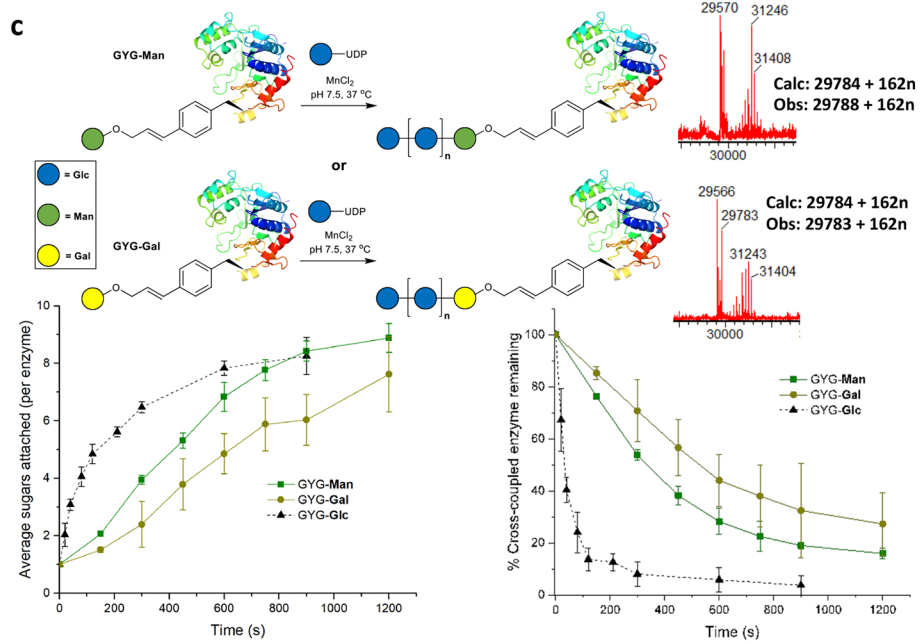 c
GYG-Man
UDP
MnCl2
pH 7.5, 37 °C
O
O
n
29570
31246
31408
Calc: 29784 + 162n
Obs: 29788 + 162n
30000
or
= Glc
= Man
= Gal
GYG-Gal
UDP
MnCl2
pH 7.5, 37 °C
O
O
n
29566
29783
31243
31404
Calc: 29784 + 162n
Obs: 29783 + 162n
30000
Average sugars attached (per enzyme)
10
8
6
4
2
0
GYG-Man
GYG-Gal
GYG-Glc
0 200 400 600 800 1000 1200
Time (s)
% Cross-coupled enzyme remaining
100
80
60
40
20
0
GYG-Man
GYG-Gal
GYG-Glc
0 200 400 600 800 1000 1200
Time (s)